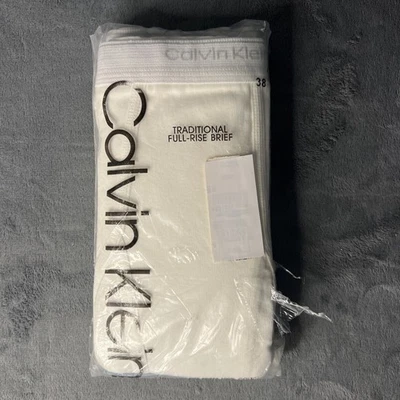 Calvin Klein
38
TRADITIONAL
FULL-RISE BRIEF
Calvin Klein